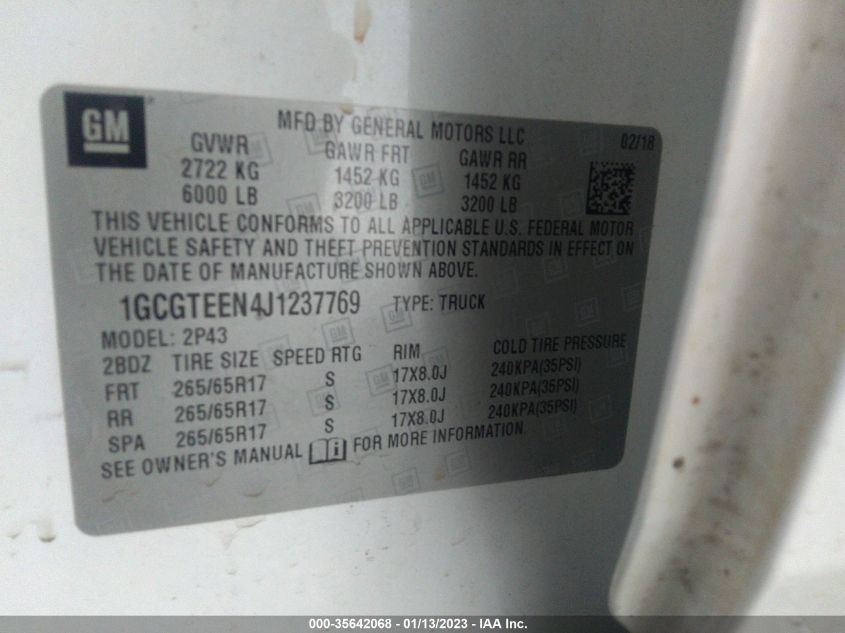 GM
MFD BY GENERAL MOTORS LLC 02/18
GVWR GAWR FRT GAWR RR
2722 KG 1452 KG 1452 KG
6000 LB 3200 LB 3200 LB
THIS VEHICLE CONFORMS TO ALL APPLICABLE U.S. FEDERAL MOTOR
VEHICLE SAFETY AND THEFT PREVENTION STANDARDS IN EFFECT ON
THE DATE OF MANUFACTURE SHOWN ABOVE.
1GCGTEEN4J1237769 TYPE: TRUCK
MODEL: 2P43
2BDZ TIRE SIZE SPEED RTG RIM COLD TIRE PRESSURE
FRT 265/65R17 S 17X8.0J 240KPA(35PSI)
RR 265/65R17 S 17X8.0J 240KPA(35PSI)
SPA 265/65R17 S 17X8.0J 240KPA(35PSI)
SEE OWNER'S MANUAL i FOR MORE INFORMATION.
000-35642068 - 01/13/2023 - IAA Inc.